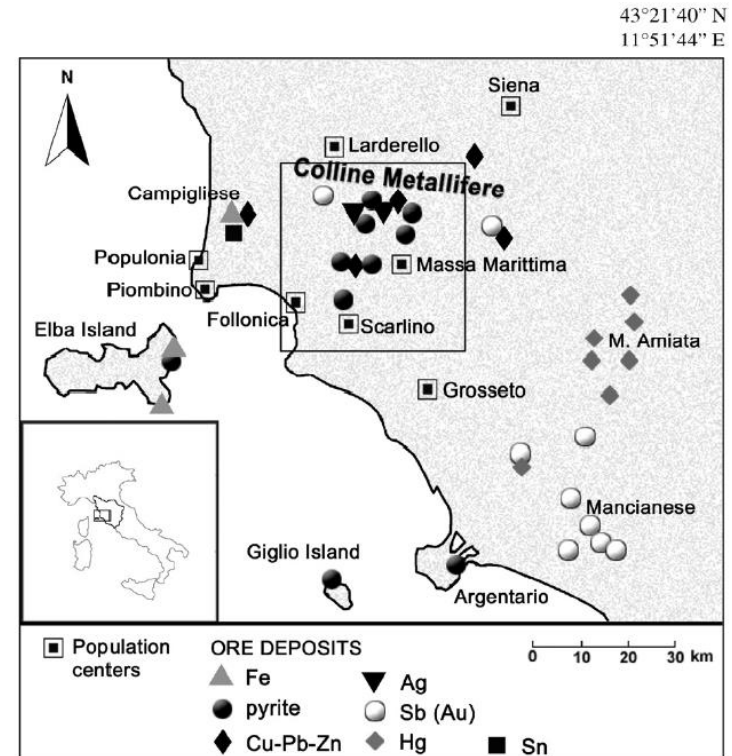 43°21'40" N
11°51'44" E
N
Siena
Larderello
Colline Metallifere
Campigliese
Populonia
Massa Marittima
Piombino
Follonica
Scarlino
Elba Island
M. Amiata
Grosseto
Mancianese
Giglio Island
Argentario
Population
centers
ORE DEPOSITS
Fe
pyrite
Cu-Pb-Zn
Ag
Sb (Au)
Hg
Sn
0 10 20 30 km